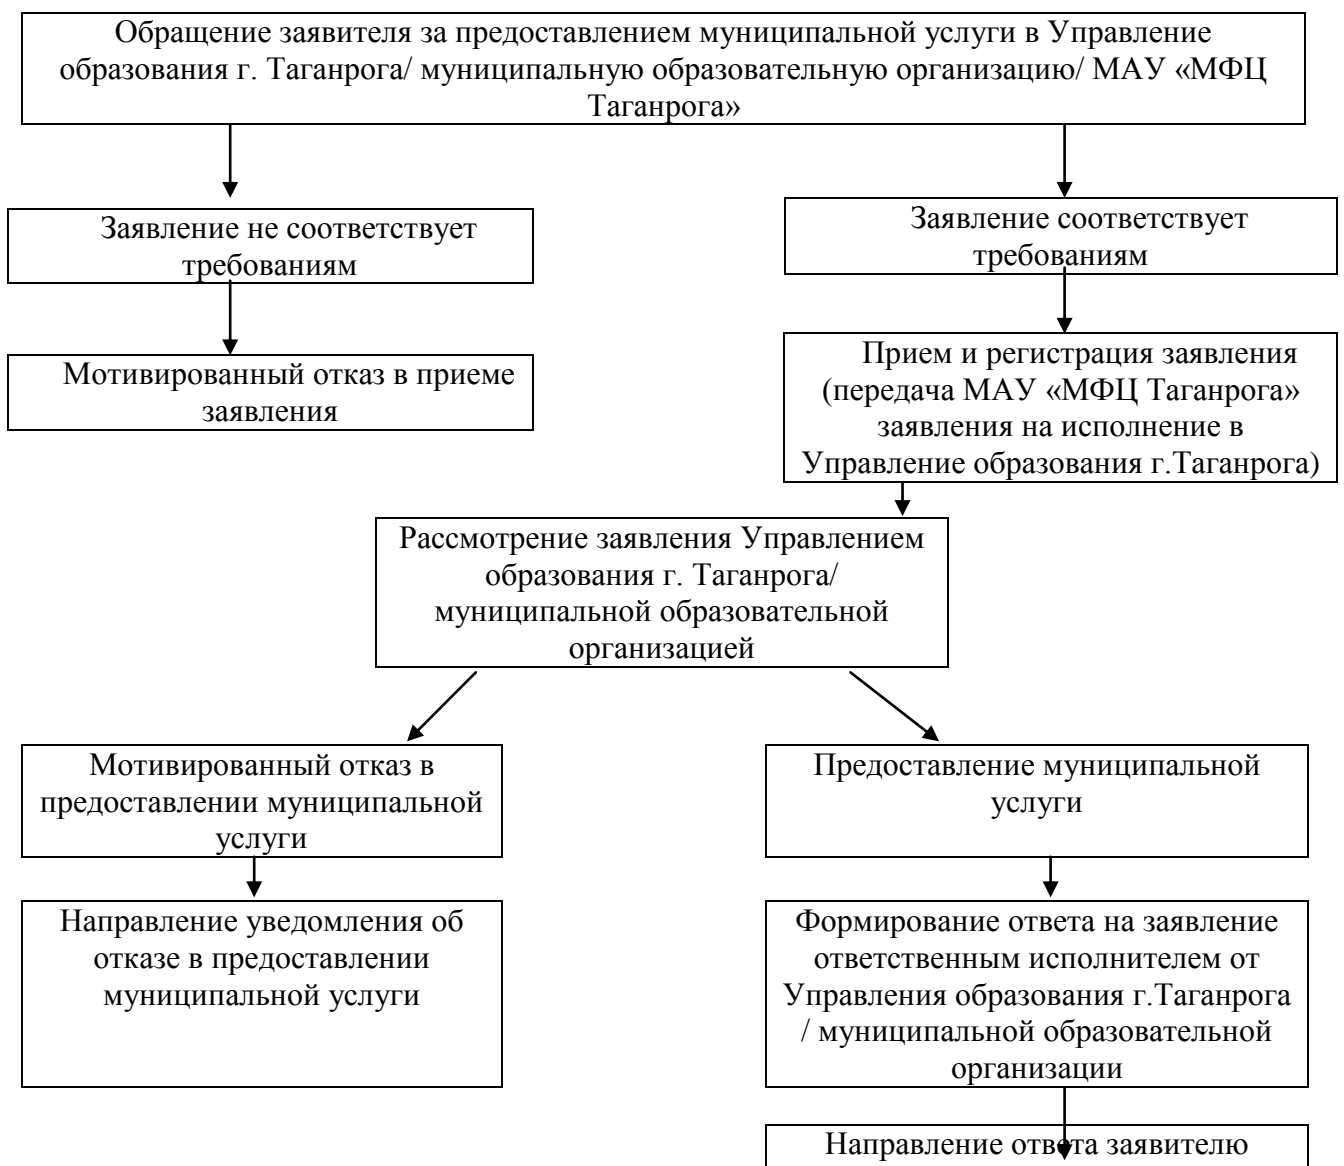 Обращение заявителя за предоставлением муниципальной услуги в Управление
образования г. Таганрога/ муниципальную образовательную организацию/ МАУ «МФЦ
Таганрога»
Заявление не соответствует
требованиям
Заявление соответствует
требованиям
Мотивированный отказ в приеме
заявления
Прием и регистрация заявления
(передача МАУ «МФЦ Таганрога»
заявления на исполнение в
Управление образования г.Таганрога)
Рассмотрение заявления Управлением
образования г. Таганрога/
муниципальной образовательной
организацией
Мотивированный отказ в
предоставлении муниципальной
услуги
Предоставление муниципальной
услуги
Направление уведомления об
отказе в предоставлении
муниципальной услуги
Формирование ответа на заявление
ответственным исполнителем от
Управления образования г.Таганрога
/ муниципальной образовательной
организации
Направление ответа заявителю